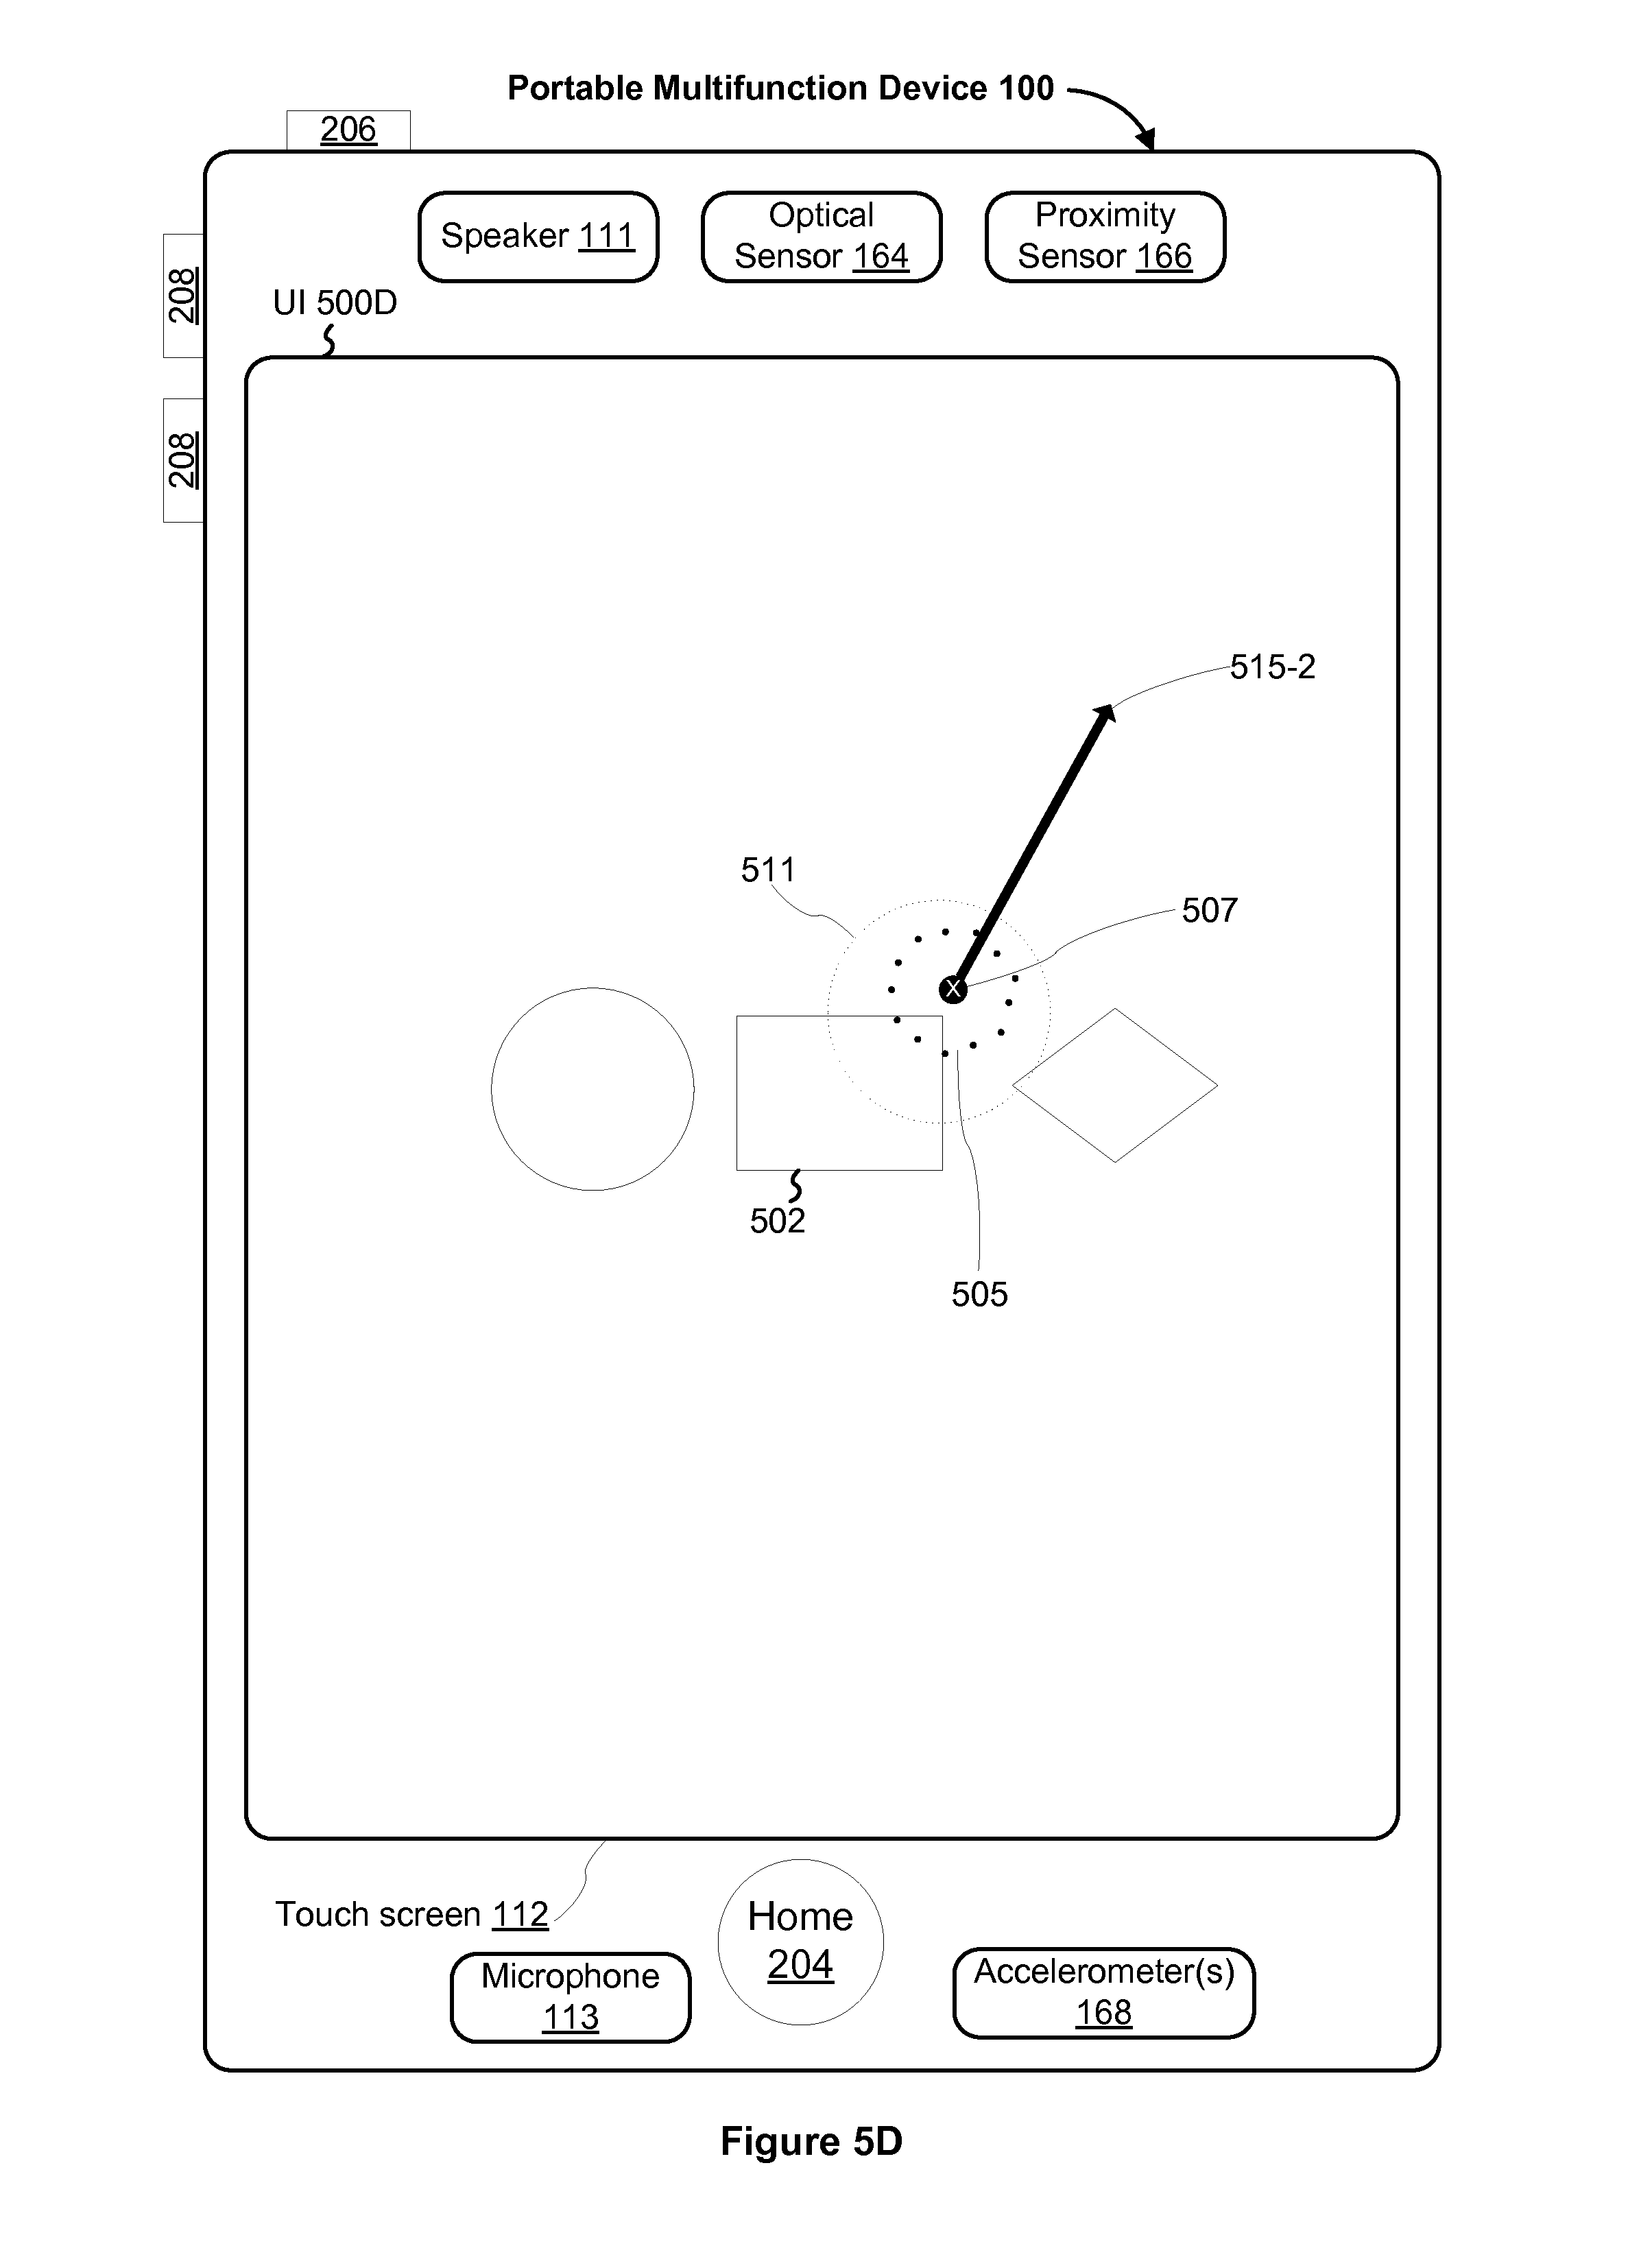 Portable Multifunction Device 100
206
Speaker 111
Optical
Sensor 164
Proximity
Sensor 166
208
UI 500D
208
515-2
511
507
X
502
505
Touch screen 112
Home
204
Microphone
113
Accelerometer(s)
168
Figure 5D